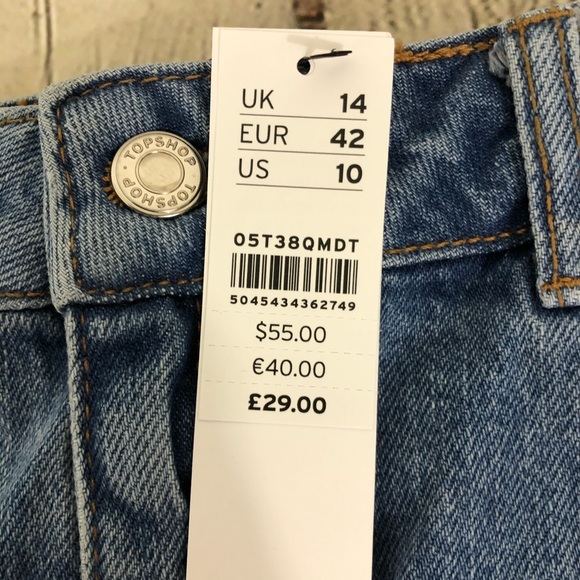 UK 14
EUR 42
US 10
05T38QMDT
5045434362749
$55.00
€40.00
£29.00
· TOPSHOP · TOPSHOP